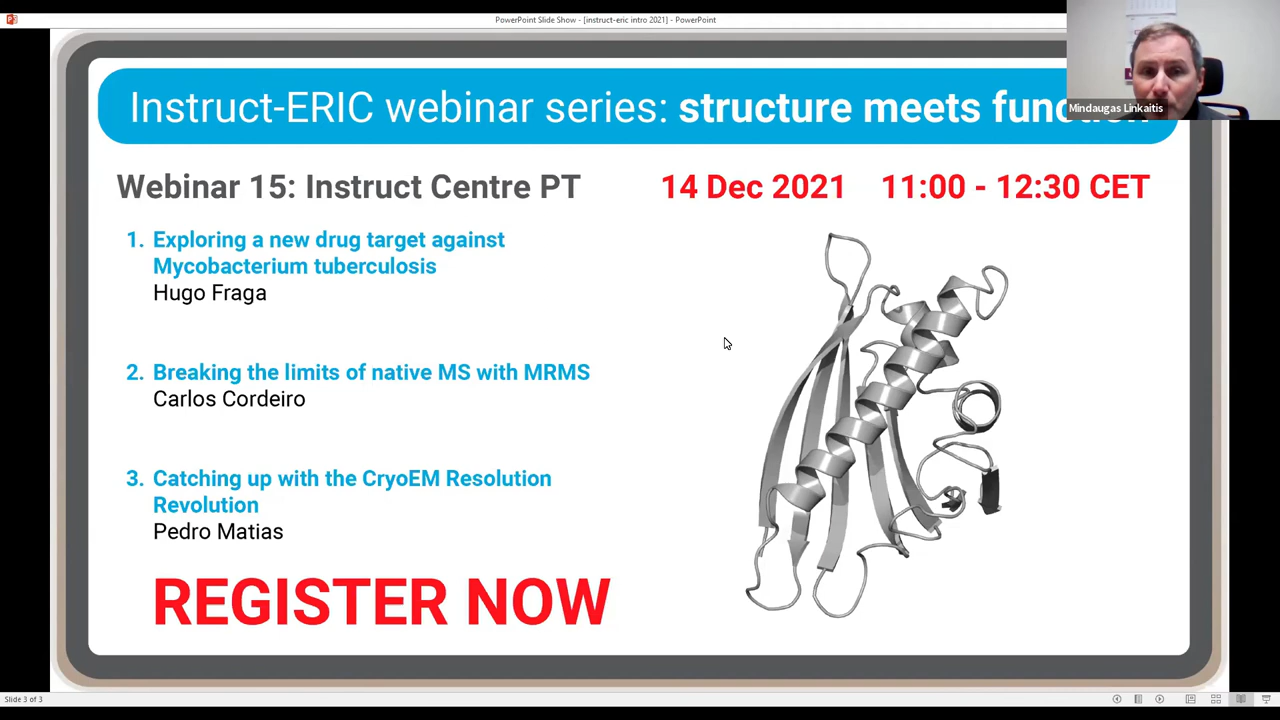 PowerPoint Slide Show - [instruct-eric intro 2021] - PowerPoint
Instruct-ERIC webinar series: structure meets function
Mindaugas Linkaitis
Webinar 15: Instruct Centre PT 14 Dec 2021 11:00 - 12:30 CET
1. Exploring a new drug target against
Mycobacterium tuberculosis
Hugo Fraga
2. Breaking the limits of native MS with MRMS
Carlos Cordeiro
3. Catching up with the CryoEM Resolution
Revolution
Pedro Matias
REGISTER NOW
Slide 3 of 3